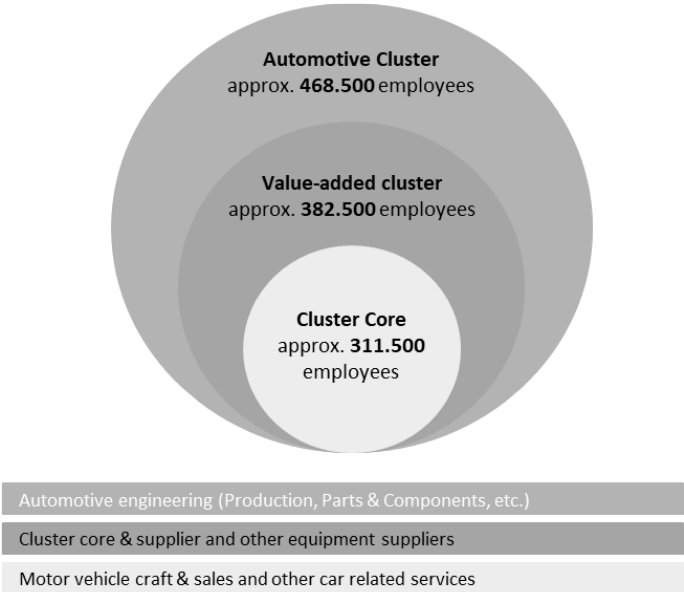 Automotive Cluster
approx. 468.500 employees
Value-added cluster
approx. 382.500 employees
Cluster Core
approx. 311.500
employees
Automotive engineering (Production, Parts & Components, etc.)
Cluster core & supplier and other equipment suppliers
Motor vehicle craft & sales and other car related services